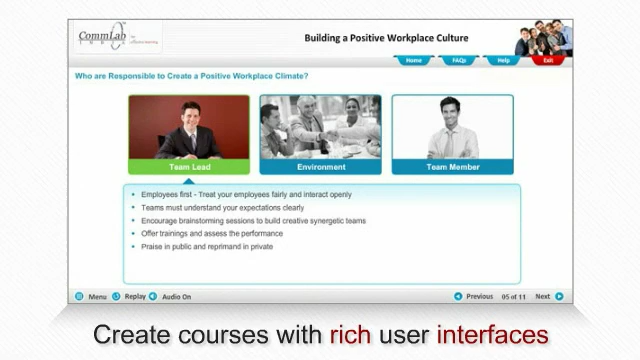 CommLab
INDIA
Building a Positive Workplace Culture
Home
FAQs
Help
Exit
Who are Responsible to Create a Positive Workplace Climate?
Team Lead
Environment
Team Member
• Employees first - Treat your employees fairly and interact openly
• Teams must understand your expectations clearly
• Encourage brainstorming sessions to build creative synergetic teams
• Offer trainings and assess the performance
• Praise in public and reprimand in private
Menu
Replay
Audio On
Previous
05 of 11
Next
Create courses with rich user interfaces